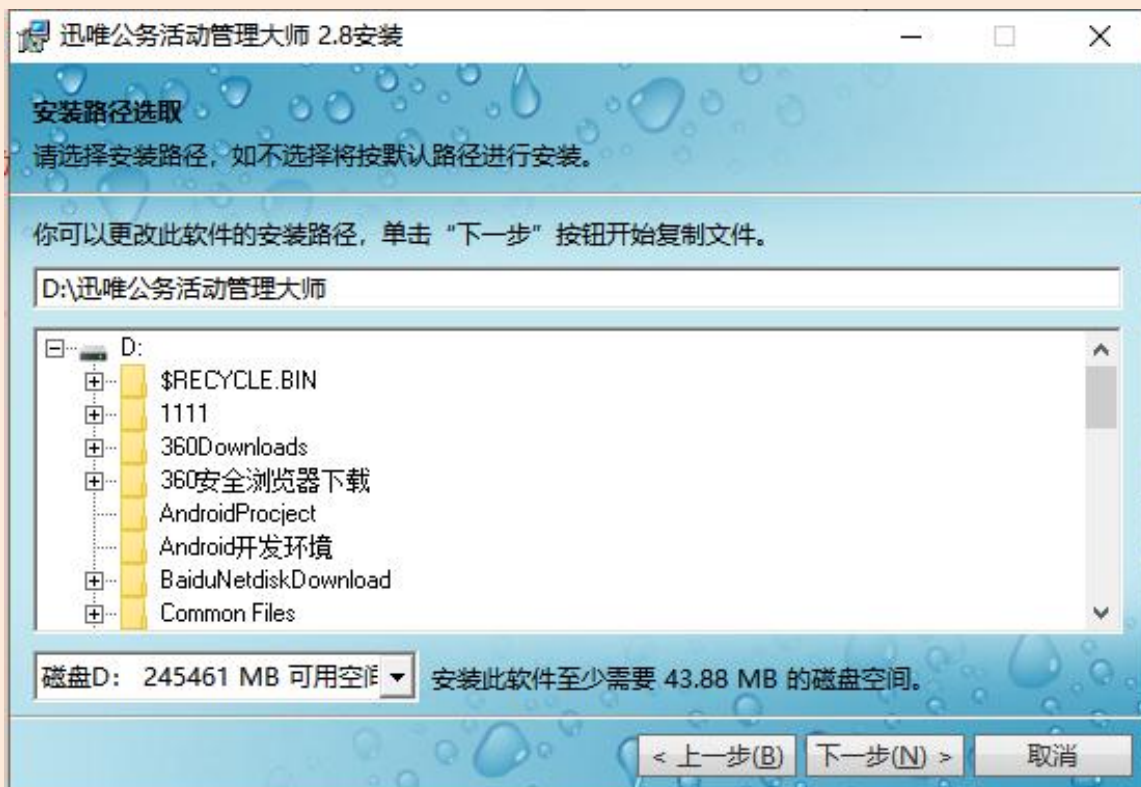 迅唯公务活动管理大师 2.8安装
安装路径选取
请选择安装路径，如不选择将按默认路径进行安装。
你可以更改此软件的安装路径，单击“下一步”按钮开始复制文件。
D:\迅唯公务活动管理大师
D:
$RECYCLE.BIN
1111
360Downloads
360安全浏览器下载
AndroidProcject
Android开发环境
BaiduNetdiskDownload
Common Files
磁盘D： 245461 MB 可用空间 安装此软件至少需要 43.88 MB 的磁盘空间。
< 上一步(B) 下一步(N) > 取消